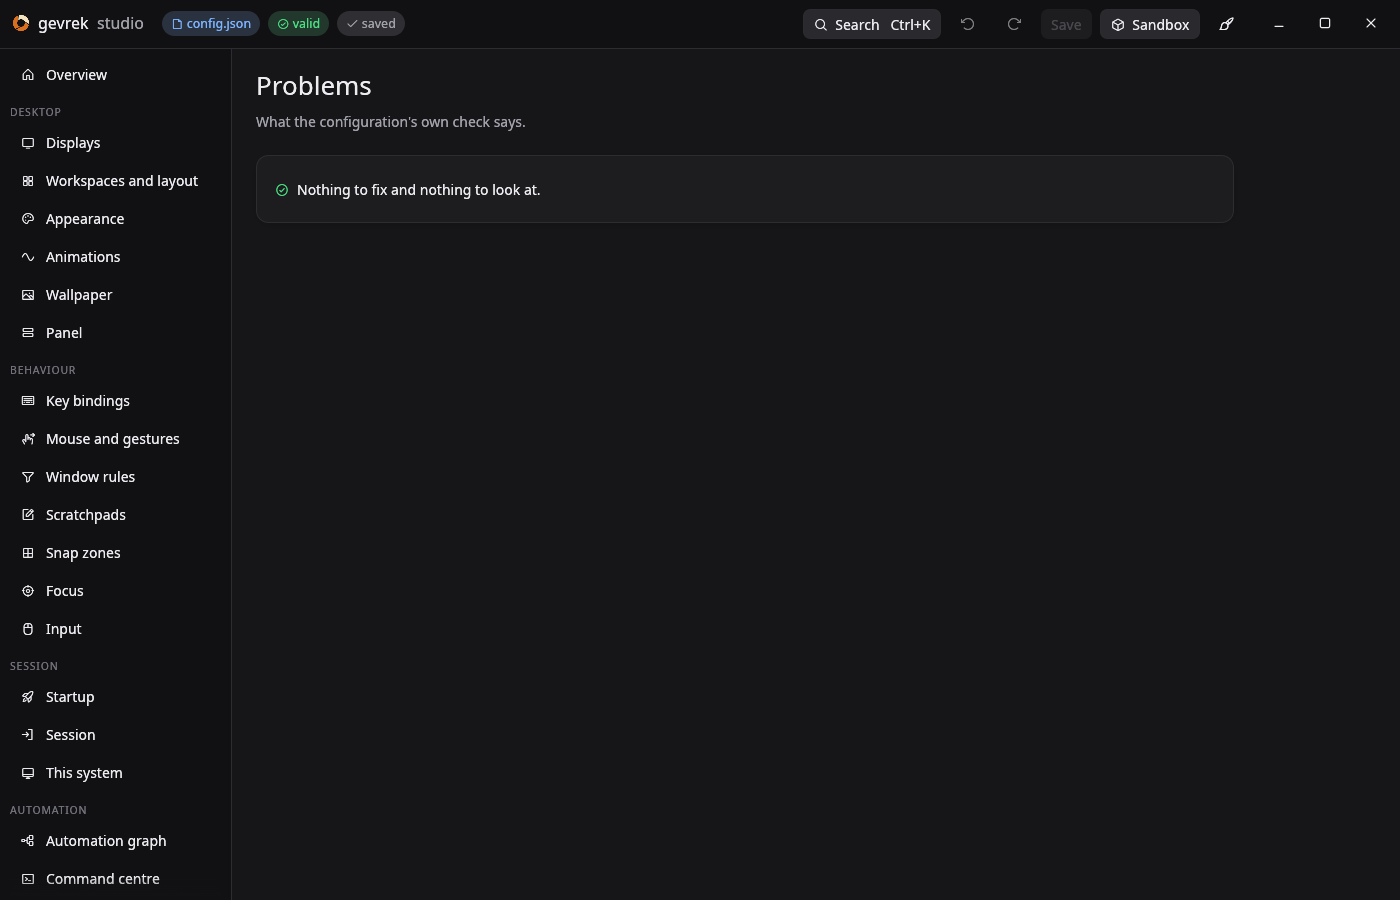 gevrek studio config.json valid saved Search Ctrl+K Save Sandbox
Overview
DESKTOP
Displays
Workspaces and layout
Appearance
Animations
Wallpaper
Panel
BEHAVIOUR
Key bindings
Mouse and gestures
Window rules
Scratchpads
Snap zones
Focus
Input
SESSION
Startup
Session
This system
AUTOMATION
Automation graph
Command centre
Problems
What the configuration's own check says.
Nothing to fix and nothing to look at.